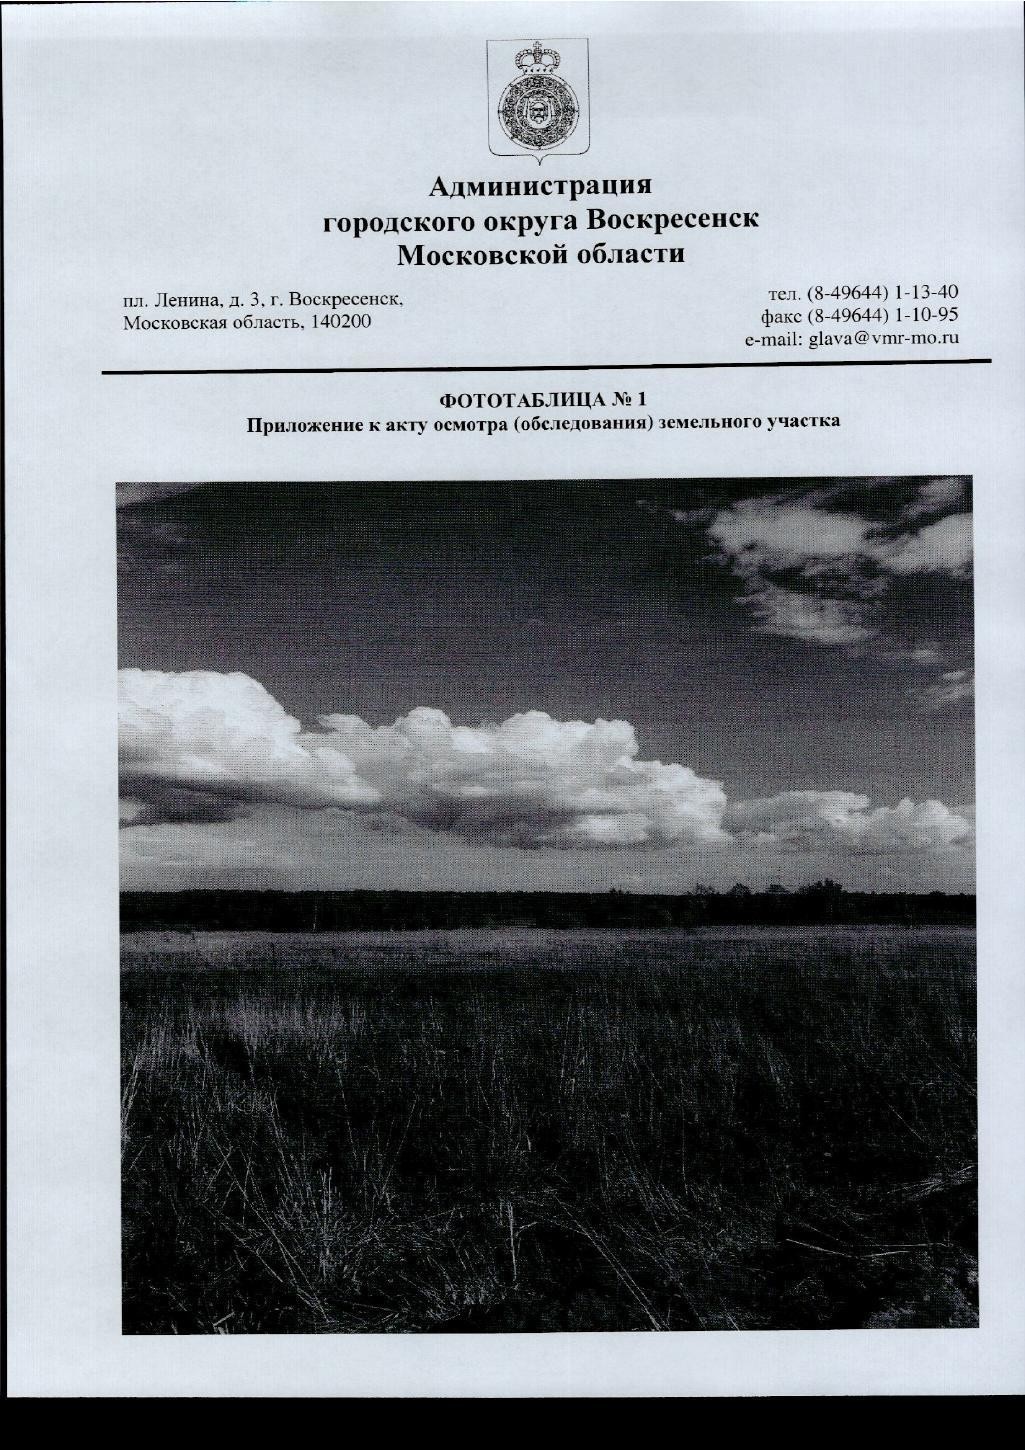 Администрация
городского округа Воскресенск
Московской области
пл. Ленина, д. 3, г. Воскресенск,
Московская область, 140200
тел. (8-49644) 1-13-40
факс (8-49644) 1-10-95
e-mail: glava@vmr-mo.ru
ФОТОТАБЛИЦА № 1
Приложение к акту осмотра (обследования) земельного участка